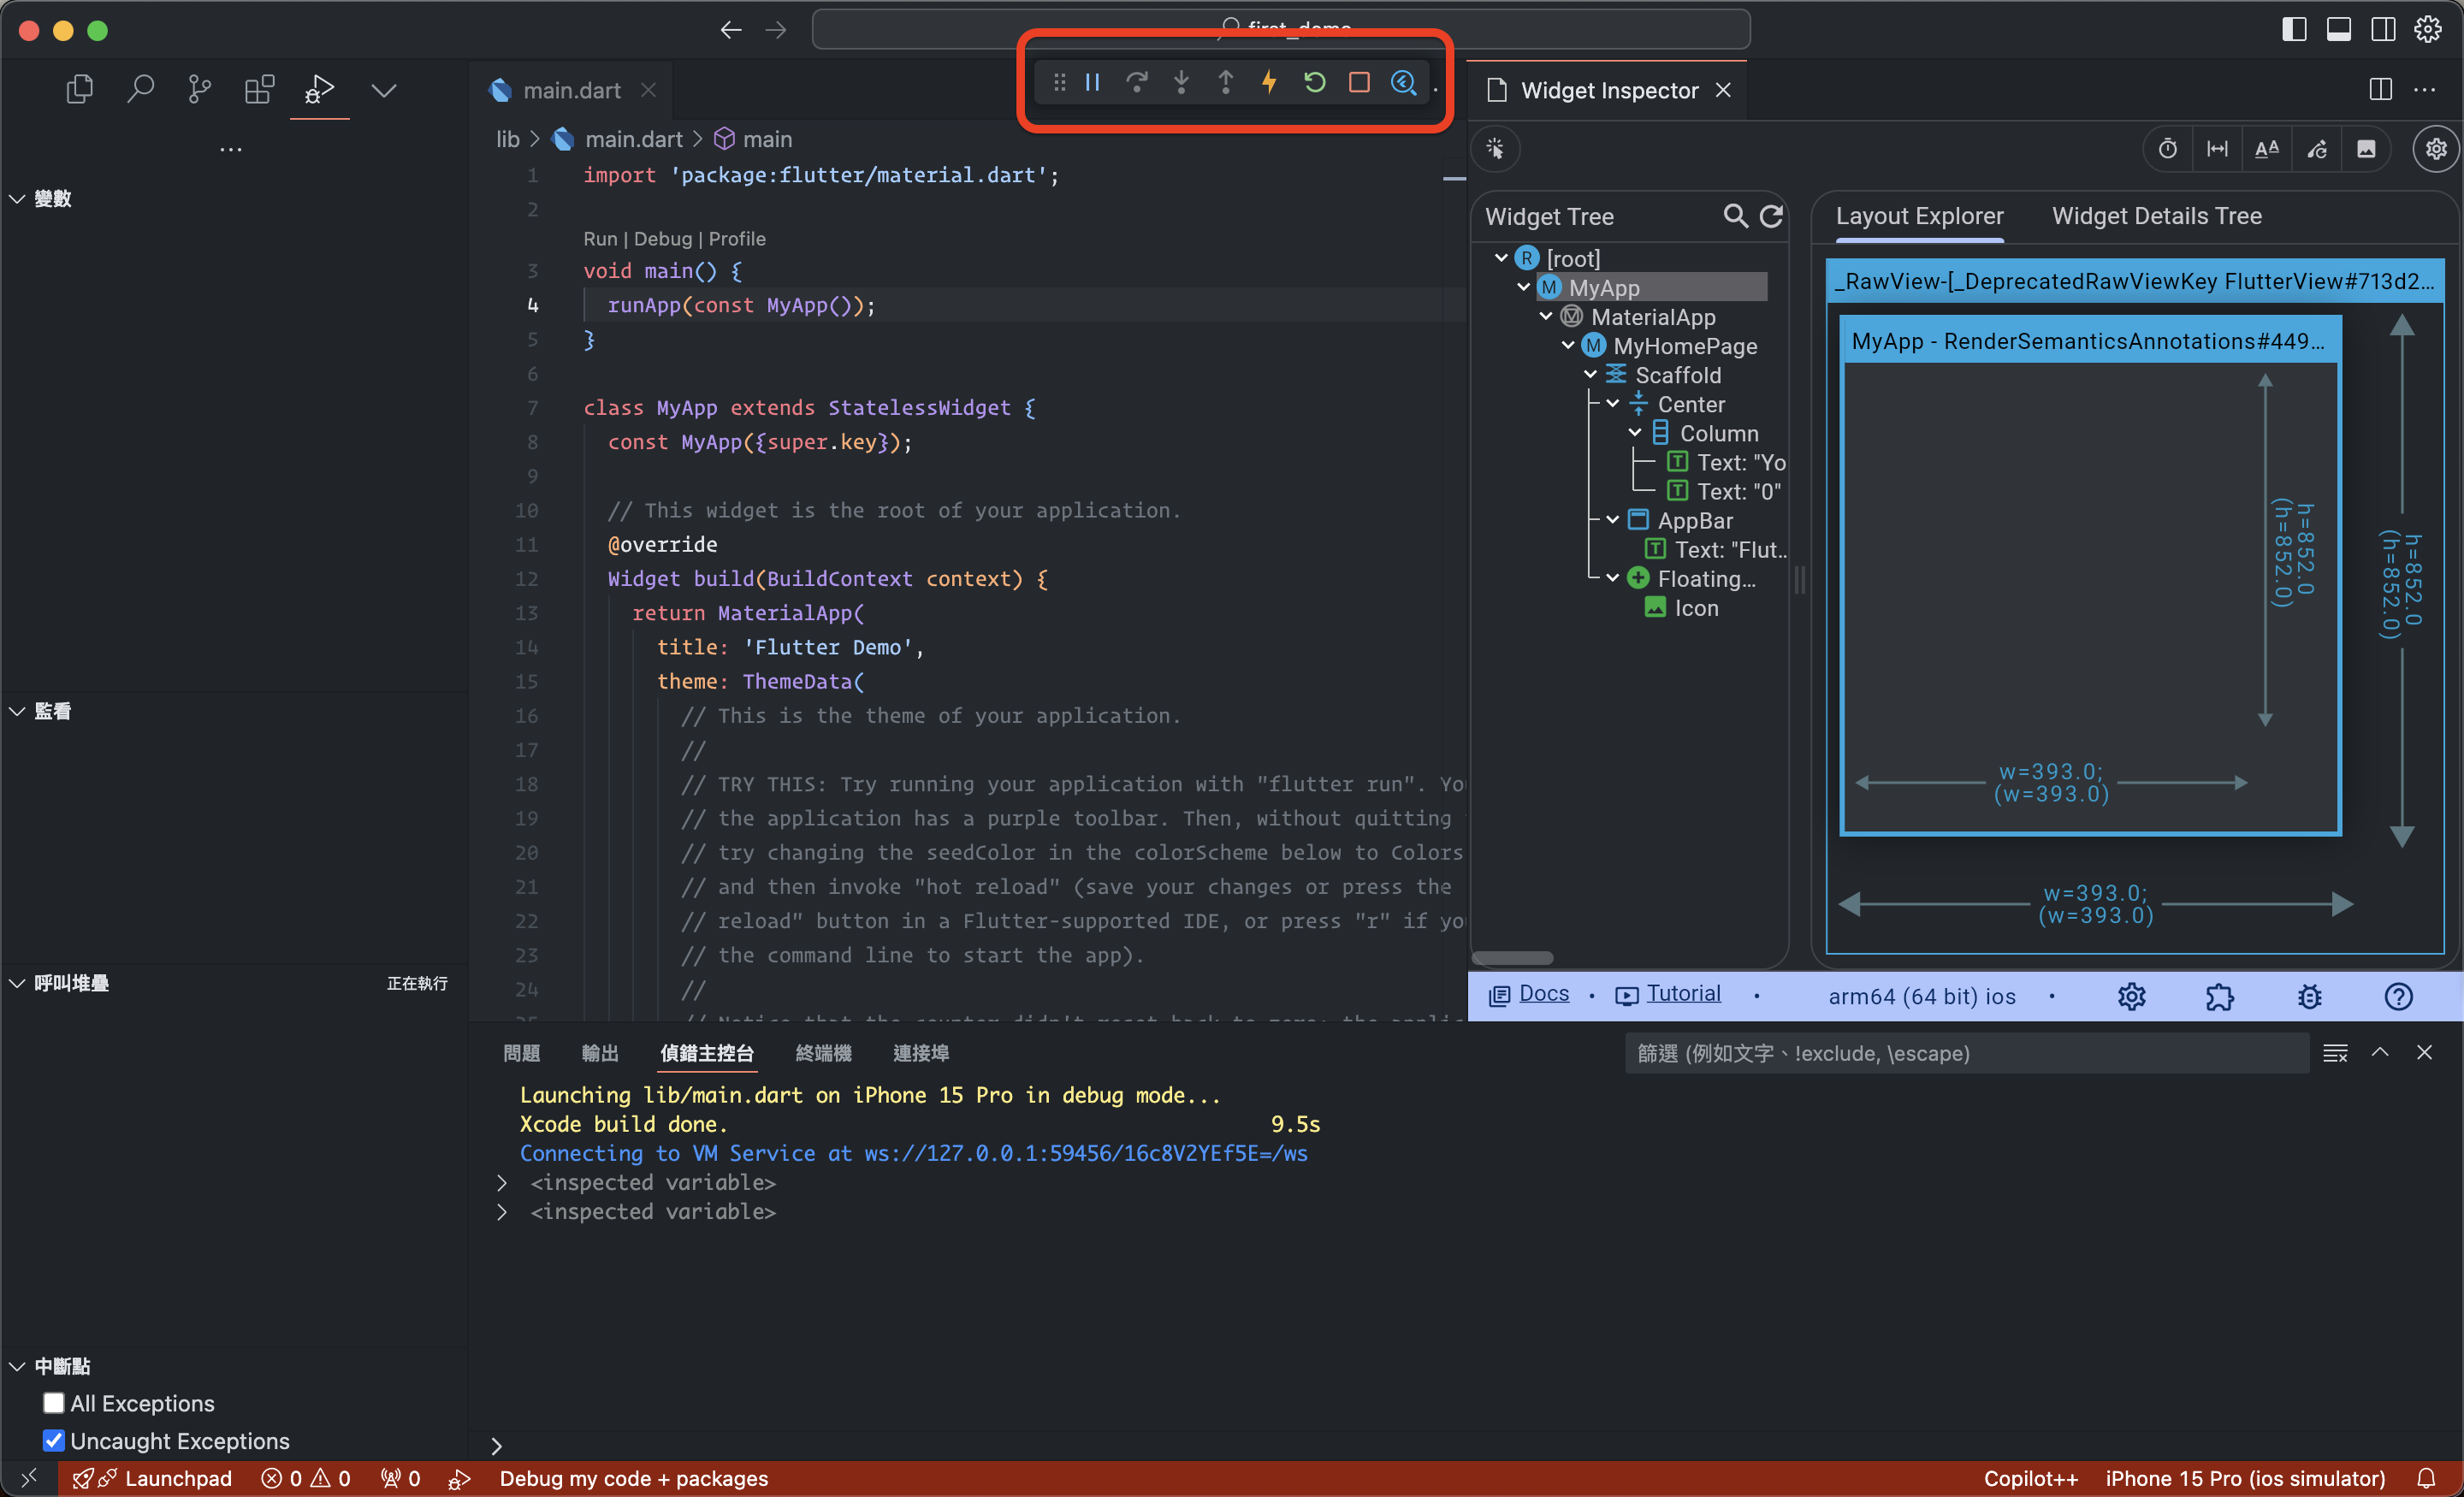 first_demo
main.dart
Widget Inspector
lib > main.dart > main
變數
監看
呼叫堆疊
正在執行
中斷點
All Exceptions
Uncaught Exceptions
1 import 'package:flutter/material.dart';
2
Run | Debug | Profile
3 void main() {
4 runApp(const MyApp());
5 }
6
7 class MyApp extends StatelessWidget {
8 const MyApp({super.key});
9
10 // This widget is the root of your application.
11 @override
12 Widget build(BuildContext context) {
13 return MaterialApp(
14 title: 'Flutter Demo',
15 theme: ThemeData(
16 // This is the theme of your application.
17 //
18 // TRY THIS: Try running your application with "flutter run". Yo
19 // the application has a purple toolbar. Then, without quitting
20 // try changing the seedColor in the colorScheme below to Colors
21 // and then invoke "hot reload" (save your changes or press the
22 // reload" button in a Flutter-supported IDE, or press "r" if yo
23 // the command line to start the app).
24 //
25 // Notice that the counter didn't reset back to zero; the applic
Widget Tree
[root]
MyApp
MaterialApp
MyHomePage
Scaffold
Center
Column
Text: "Yo
Text: "0"
AppBar
Text: "Flut...
Floating...
Icon
Layout Explorer
Widget Details Tree
_RawView-[_DeprecatedRawViewKey FlutterView#713d2...
MyApp - RenderSemanticsAnnotations#449...
h=852.0
(h=852.0)
h=852.0
(h=852.0)
w=393.0;
(w=393.0)
w=393.0;
(w=393.0)
Docs • Tutorial • arm64 (64 bit) ios •
問題 輸出 偵錯主控台 終端機 連接埠
篩選 (例如文字、!exclude, \escape)
Launching lib/main.dart on iPhone 15 Pro in debug mode...
Xcode build done. 9.5s
Connecting to VM Service at ws://127.0.0.1:59456/16c8V2YEf5E=/ws
> <inspected variable>
> <inspected variable>
Launchpad 0 0 0 Debug my code + packages
Copilot++ iPhone 15 Pro (ios simulator)